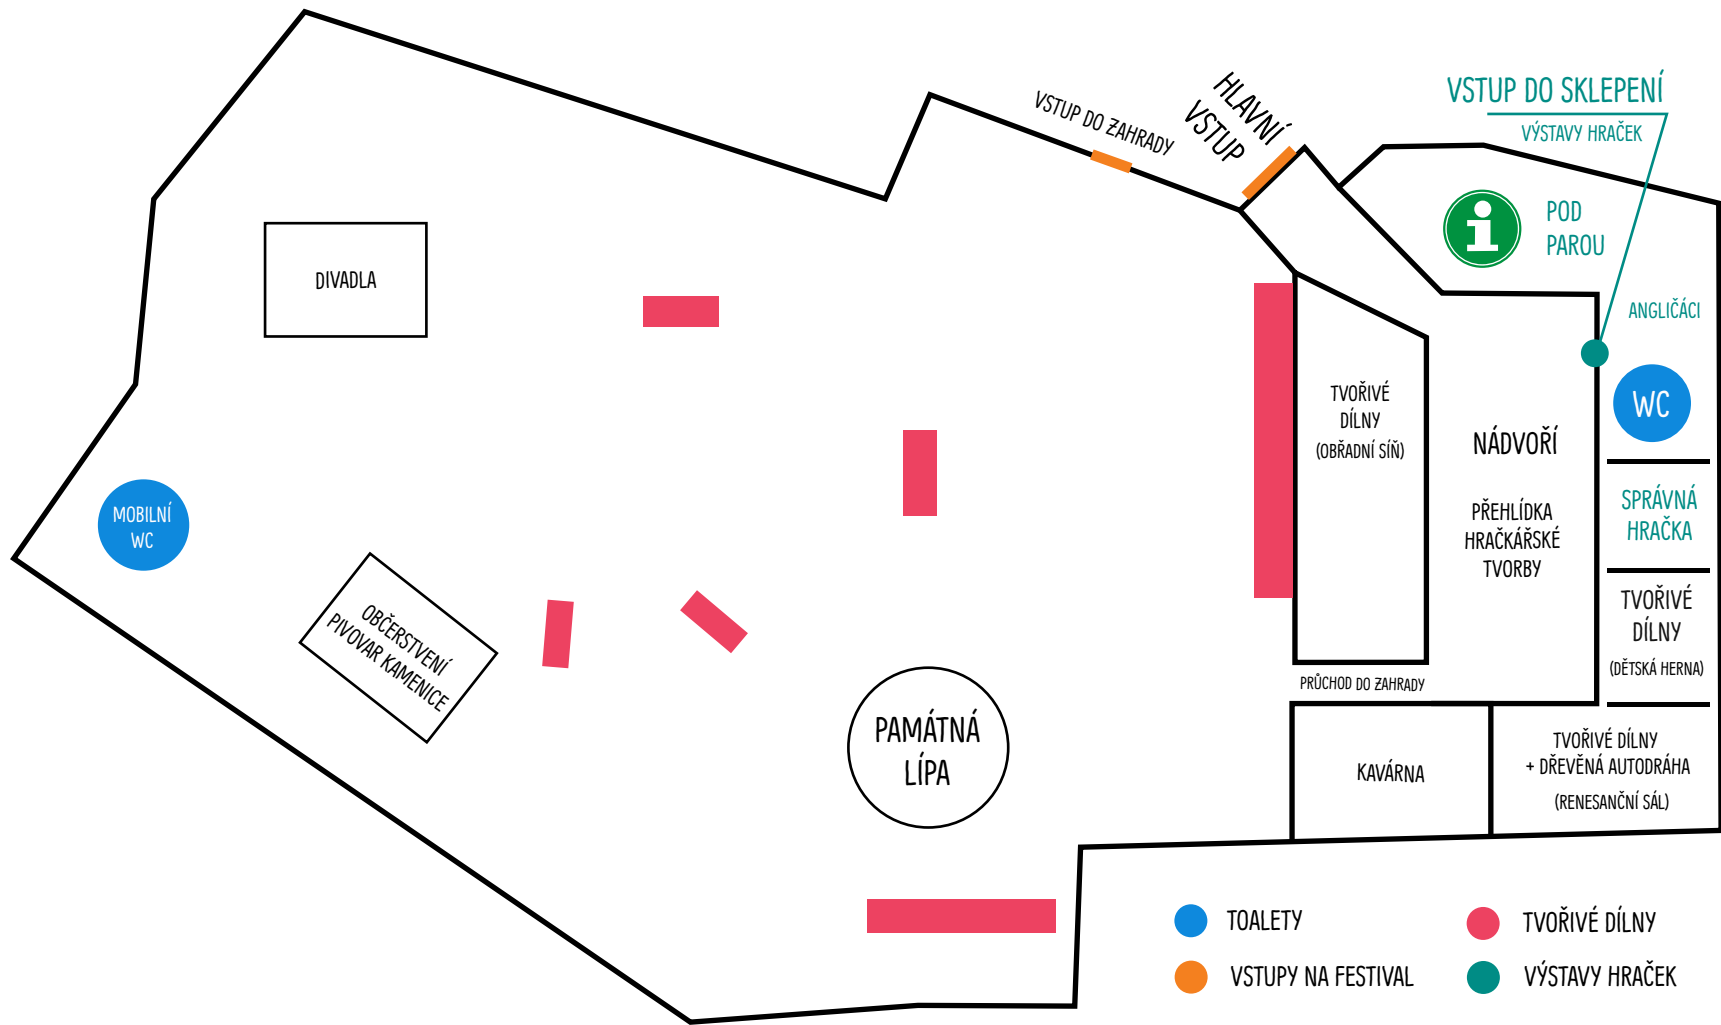 VSTUP DO ZAHRADY
HLAVNÍ
VSTUP
VSTUP DO SKLEPENÍ
VÝSTAVY HRAČEK
i
POD
PAROU
ANGLIČÁCI
DIVADLA
TVOŘIVÉ
DÍLNY
(OBŘADNÍ SÍŇ)
WC
NÁDVOŘÍ
PŘEHLÍDKA
HRAČKÁŘSKÉ
TVORBY
SPRÁVNÁ
HRAČKA
MOBILNÍ
WC
TVOŘIVÉ
DÍLNY
(DĚTSKÁ HERNA)
OBČERSTVENÍ
PIVOVAR KAMENICE
PRŮCHOD DO ZAHRADY
PAMÁTNÁ
LÍPA
KAVÁRNA
TVOŘIVÉ DÍLNY
+ DŘEVĚNÁ AUTODRÁHA
(RENESANČNÍ SÁL)
TOALETY
TVOŘIVÉ DÍLNY
VSTUPY NA FESTIVAL
VÝSTAVY HRAČEK